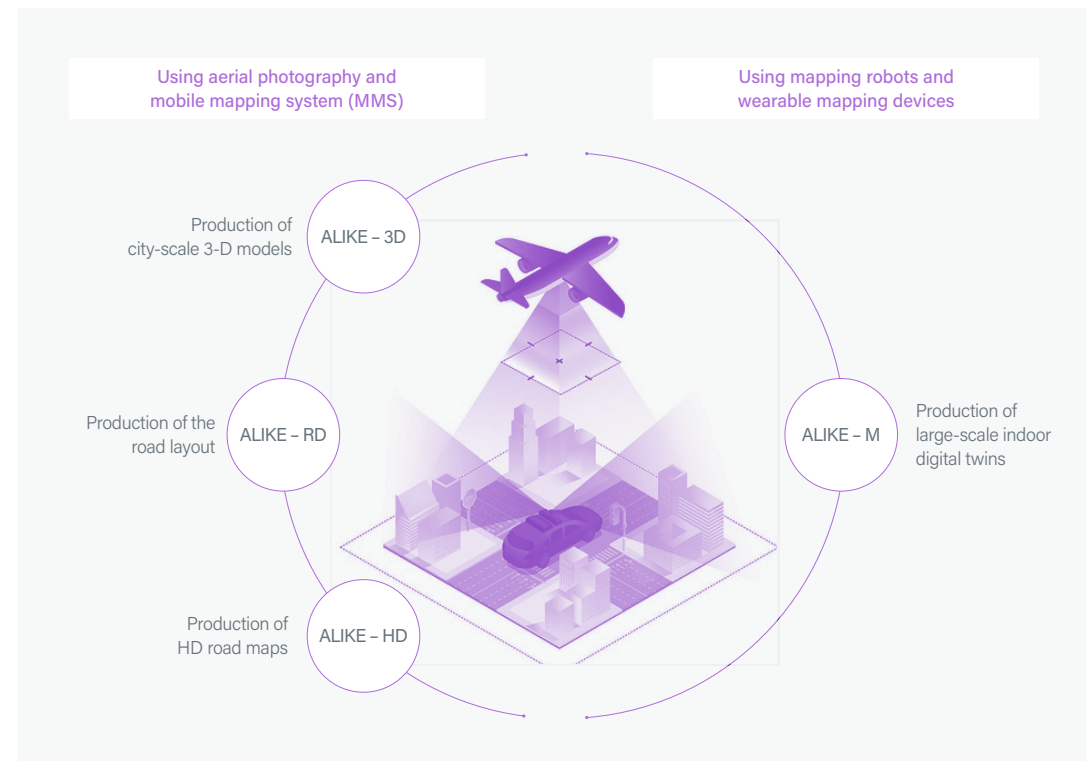 Using aerial photography and
mobile mapping system (MMS)
Using mapping robots and
wearable mapping devices
Production of
city-scale 3-D models
ALIKE – 3D
Production of the
road layout
ALIKE – RD
Production of
HD road maps
ALIKE – HD
ALIKE – M
Production of
large-scale indoor
digital twins